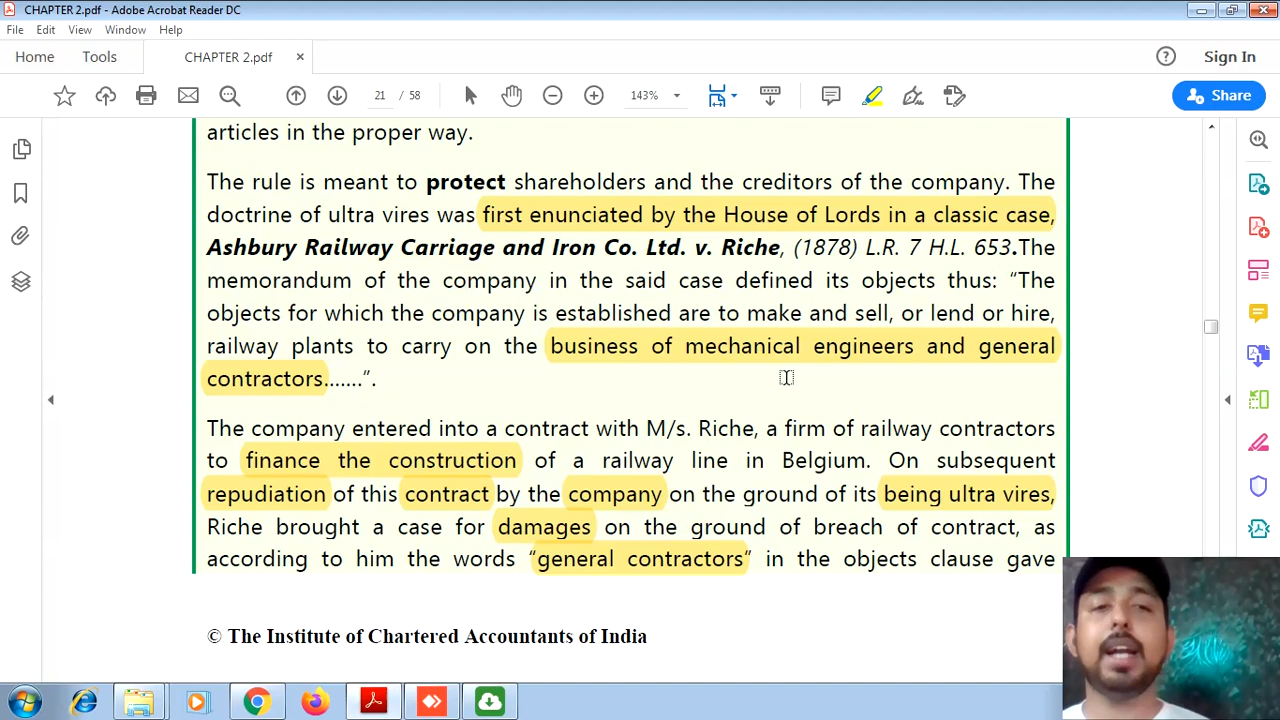 CHAPTER 2.pdf - Adobe Acrobat Reader DC
File Edit View Window Help
Home Tools CHAPTER 2.pdf × Sign In
21 / 58 143% Share
articles in the proper way.
The rule is meant to protect shareholders and the creditors of the company. The
doctrine of ultra vires was first enunciated by the House of Lords in a classic case,
Ashbury Railway Carriage and Iron Co. Ltd. v. Riche, (1878) L.R. 7 H.L. 653.The
memorandum of the company in the said case defined its objects thus: “The
objects for which the company is established are to make and sell, or lend or hire,
railway plants to carry on the business of mechanical engineers and general
contractors.……”.
The company entered into a contract with M/s. Riche, a firm of railway contractors
to finance the construction of a railway line in Belgium. On subsequent
repudiation of this contract by the company on the ground of its being ultra vires,
Riche brought a case for damages on the ground of breach of contract, as
according to him the words “general contractors” in the objects clause gave
© The Institute of Chartered Accountants of India